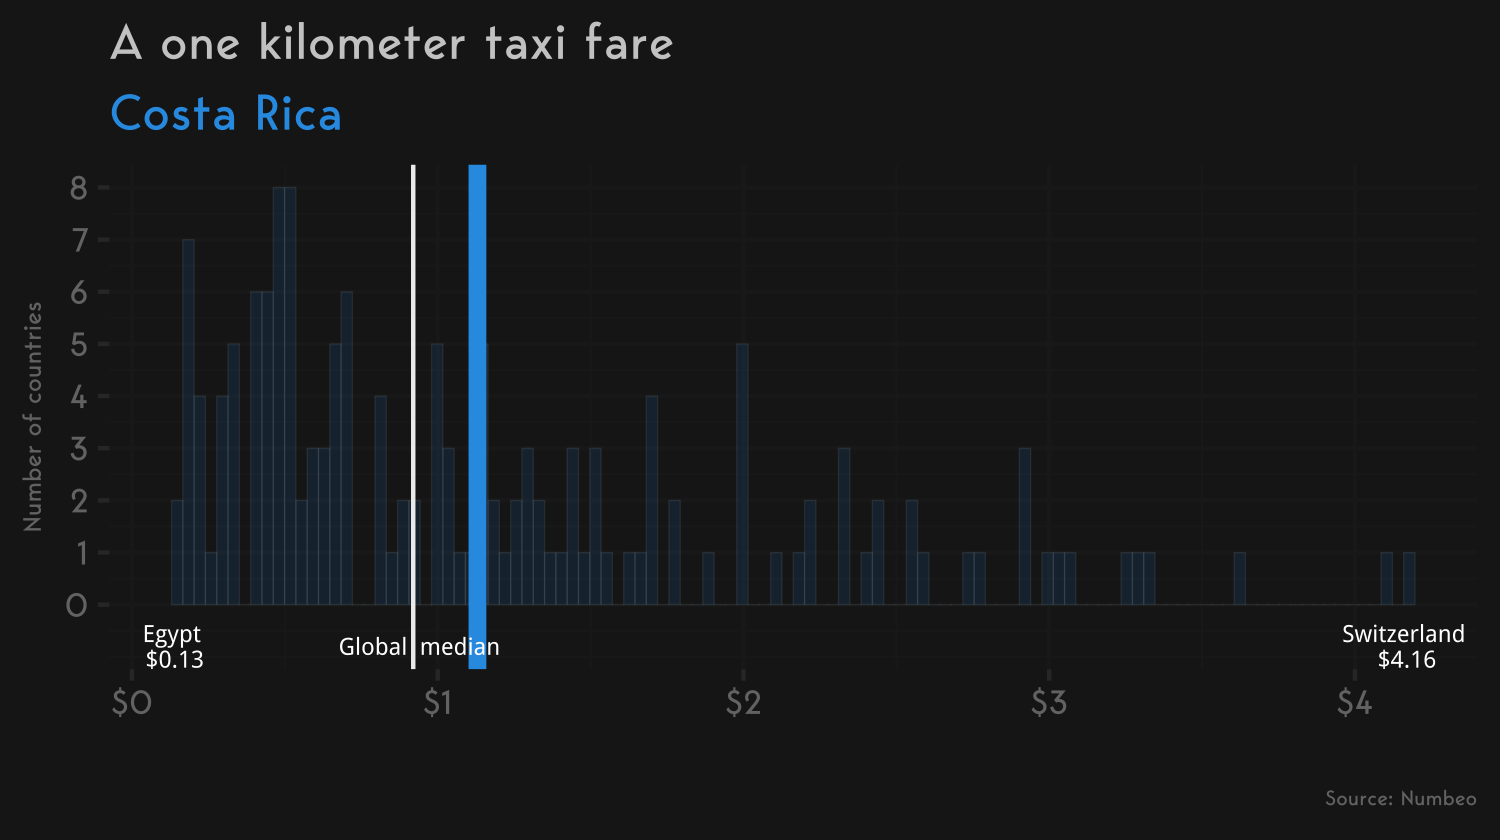 A one kilometer taxi fare
Costa Rica
Number of countries
8
7
6
5
4
3
2
1
0
Egypt
$0.13
Global median
Switzerland
$4.16
$0
$1
$2
$3
$4
Source: Numbeo